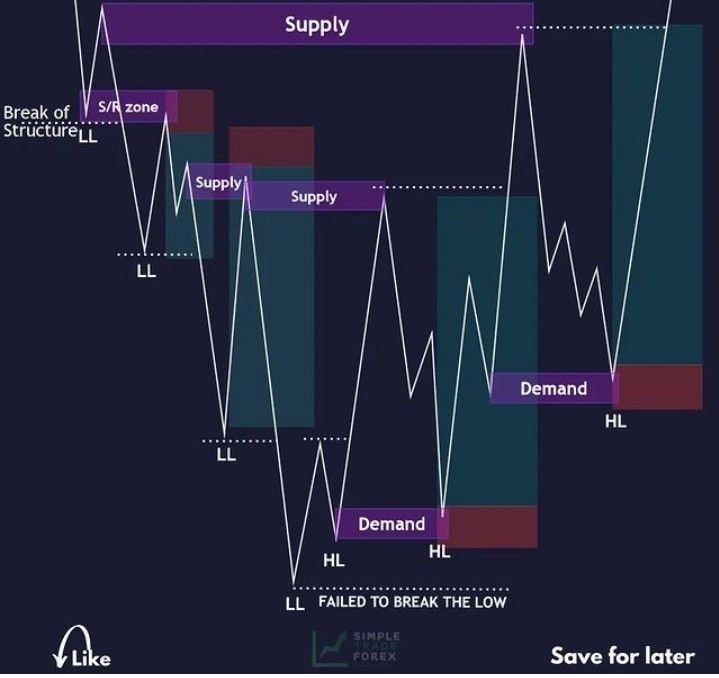 Supply
S/R zone
Break of
Structure
LL
Supply
Supply
LL
Demand
HL
LL
Demand
HL
HL
LL
FAILED TO BREAK THE LOW
Like
SIMPLE
TRADE
FOREX
Save for later